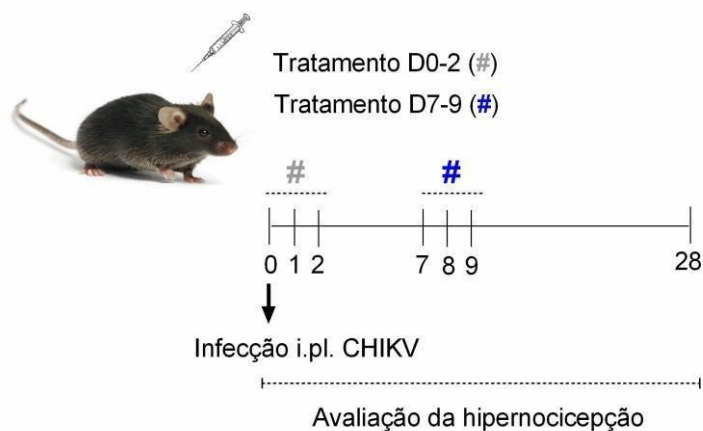 Tratamento D0-2 (#)
Tratamento D7-9 (#)
# #
0 1 2 7 8 9 28
Infecção i.pl. CHIKV
Avaliação da hipernocicepção